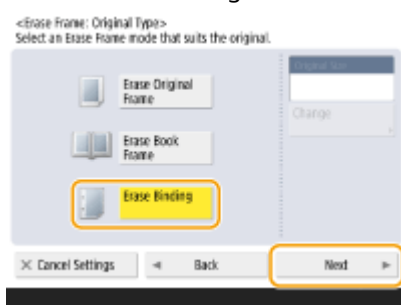 <Erase Frame: Original Type>
Select an Erase Frame mode that suits the original.
Erase Original
Frame
Original Size
Change
Erase Book
Frame
Erase Binding
× Cancel Settings
◄ Back
Next ►